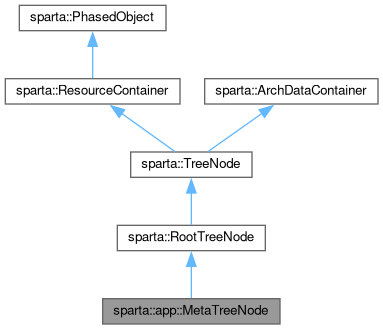 sparta::PhasedObject
sparta::ResourceContainer
sparta::ArchDataContainer
sparta::TreeNode
sparta::RootTreeNode
sparta::app::MetaTreeNode